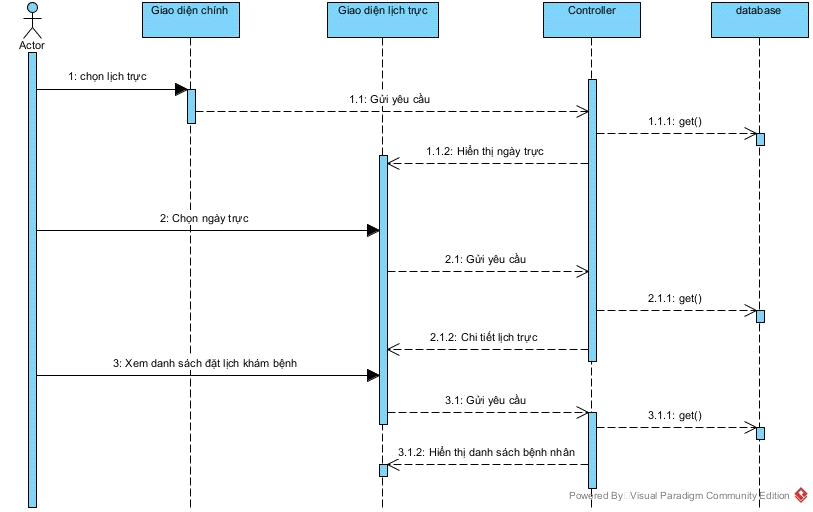 Giao diện chính
Giao diện lịch trực
Controller
database
Actor
1: chọn lịch trực
1.1: Gửi yêu cầu
1.1.1: get()
1.1.2: Hiển thị ngày trực
2: Chọn ngày trực
2.1: Gửi yêu cầu
2.1.1: get()
2.1.2: Chi tiết lịch trực
3: Xem danh sách đặt lịch khám bệnh
3.1: Gửi yêu cầu
3.1.1: get()
3.1.2: Hiển thị danh sách bệnh nhân
Powered By Visual Paradigm Community Edition